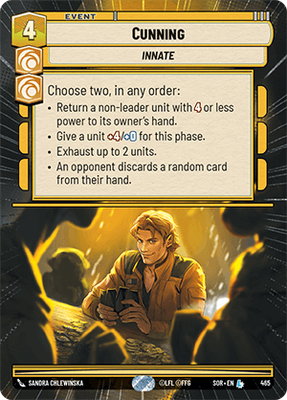 4
EVENT
CUNNING
INNATE
Choose two, in any order:
• Return a non-leader unit with 4 or less
power to its owner's hand.
• Give a unit +4/+0 for this phase.
• Exhaust up to 2 units.
• An opponent discards a random card
from their hand.
SANDRA CHLEWINSKA
©LFL ©FFG
SOR • EN
465